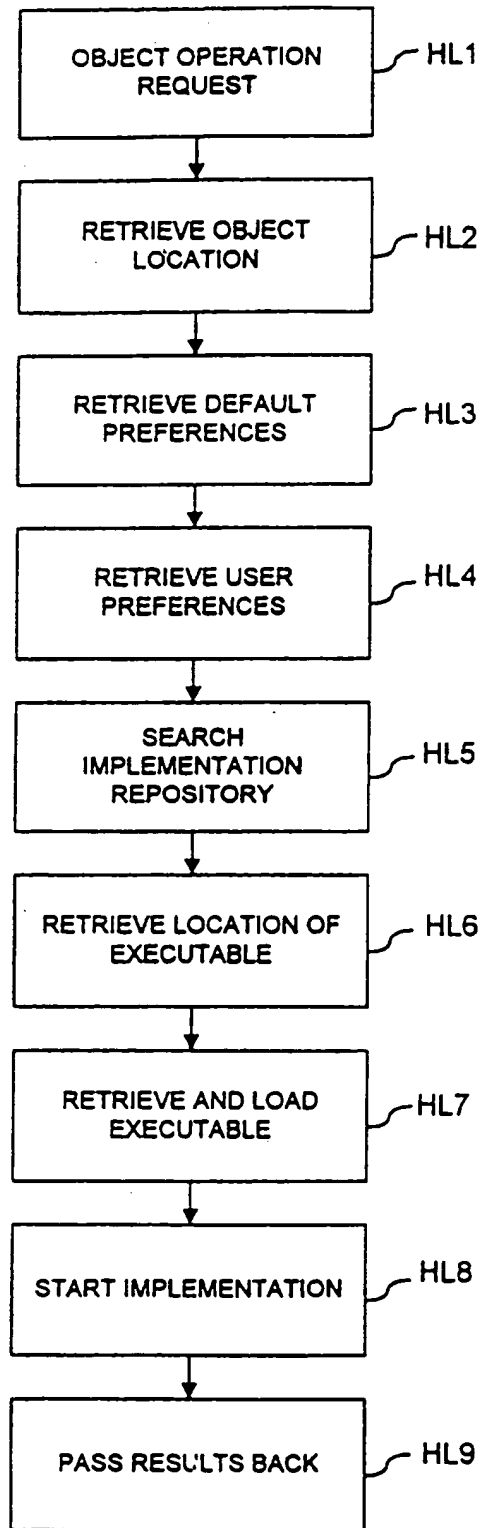 OBJECT OPERATION
REQUEST
HL1
RETRIEVE OBJECT
LOCATION
HL2
RETRIEVE DEFAULT
PREFERENCES
HL3
RETRIEVE USER
PREFERENCES
HL4
SEARCH
IMPLEMENTATION
REPOSITORY
HL5
RETRIEVE LOCATION OF
EXECUTABLE
HL6
RETRIEVE AND LOAD
EXECUTABLE
HL7
START IMPLEMENTATION
HL8
PASS RESULTS BACK
HL9